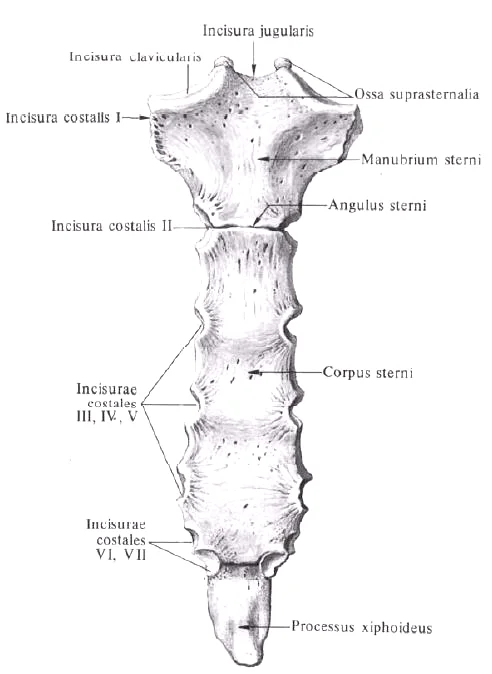 Incisura jugularis
Incisura clavicularis
Ossa suprasternalia
Incisura costalis I
Manubrium sterni
Angulus sterni
Incisura costalis II
Corpus sterni
Incisurae
costales
III, IV, V
Incisurae
costales
VI, VII
Processus xiphoideus